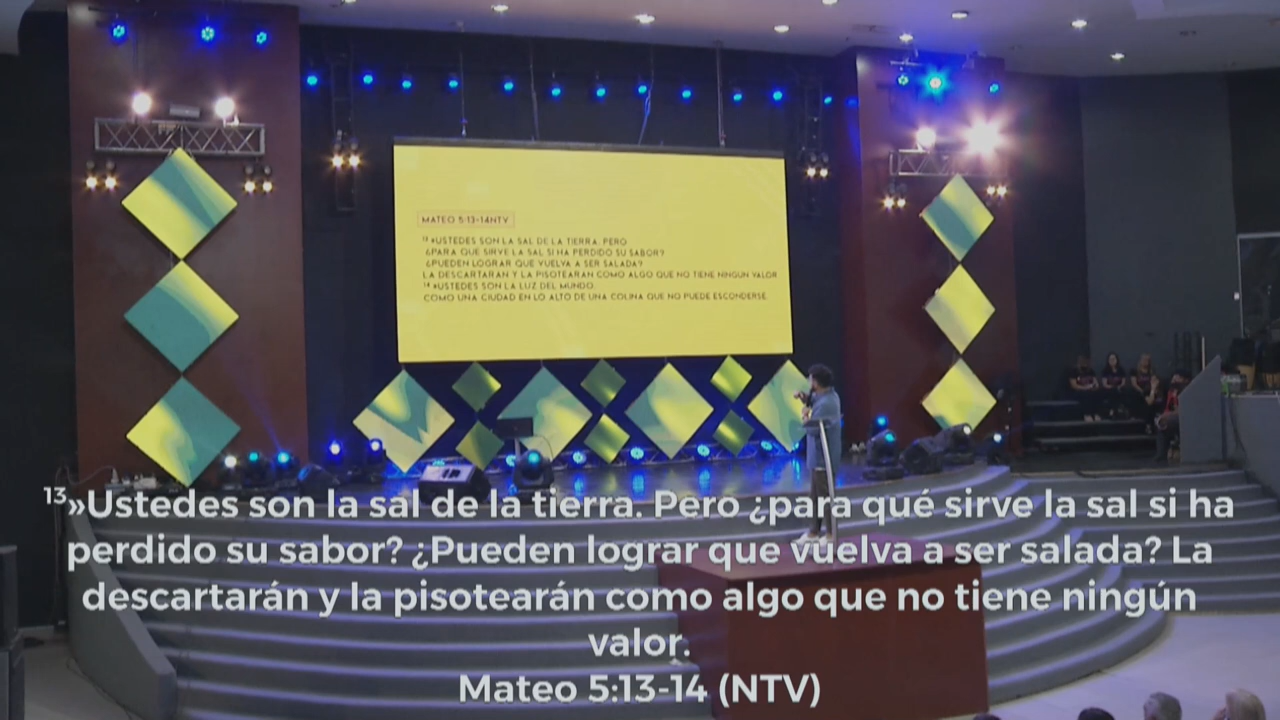 MATEO 5:13-14NTV
¹³ »USTEDES SON LA SAL DE LA TIERRA. PERO
¿PARA QUÉ SIRVE LA SAL SI HA PERDIDO SU SABOR?
¿PUEDEN LOGRAR QUE VUELVA A SER SALADA?
LA DESCARTARÁN Y LA PISOTEARÁN COMO ALGO QUE NO TIENE NINGÚN VALOR
¹⁴ »USTEDES SON LA LUZ DEL MUNDO.
COMO UNA CIUDAD EN LO ALTO DE UNA COLINA QUE NO PUEDE ESCONDERSE.
¹³»Ustedes son la sal de la tierra. Pero ¿para qué sirve la sal si ha
perdido su sabor? ¿Pueden lograr que vuelva a ser salada? La
descartarán y la pisotearán como algo que no tiene ningún
valor.
Mateo 5:13-14 (NTV)